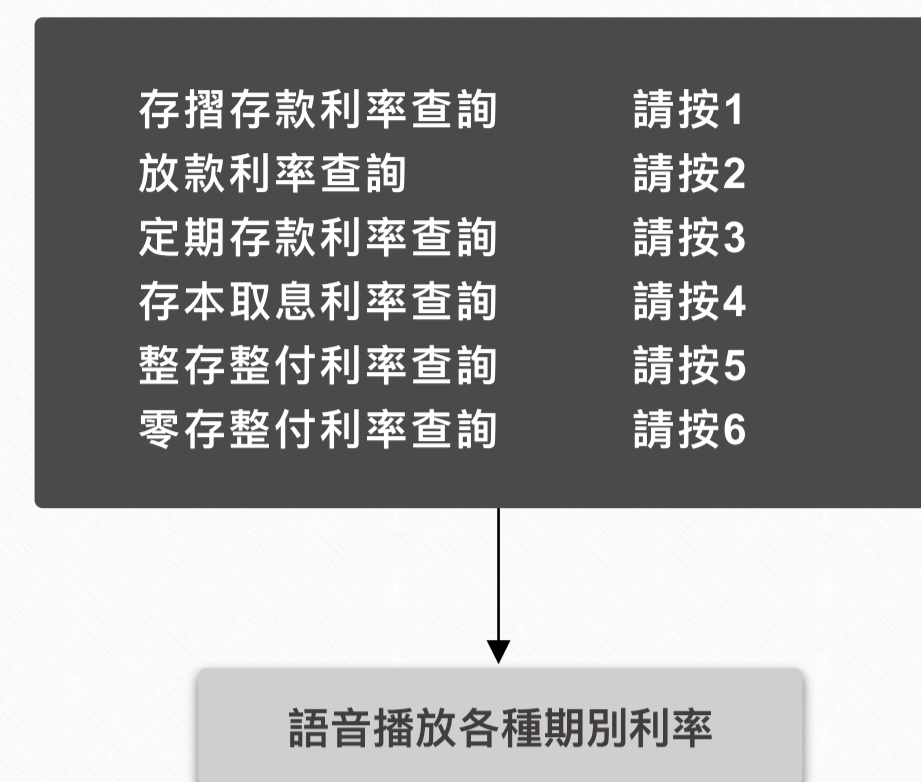 存摺存款利率查詢 請按1
放款利率查詢 請按2
定期存款利率查詢 請按3
存本取息利率查詢 請按4
整存整付利率查詢 請按5
零存整付利率查詢 請按6
語音播放各種期別利率